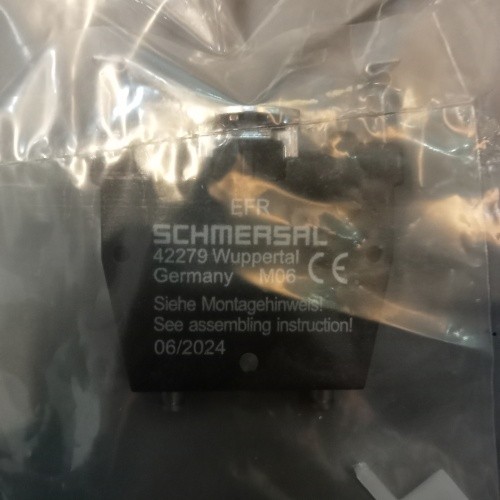 EFR
SCHMERSAL
42279 Wuppertal
Germany M06 CE
Siehe Montagehinweis!
See assembling instruction!
06/2024